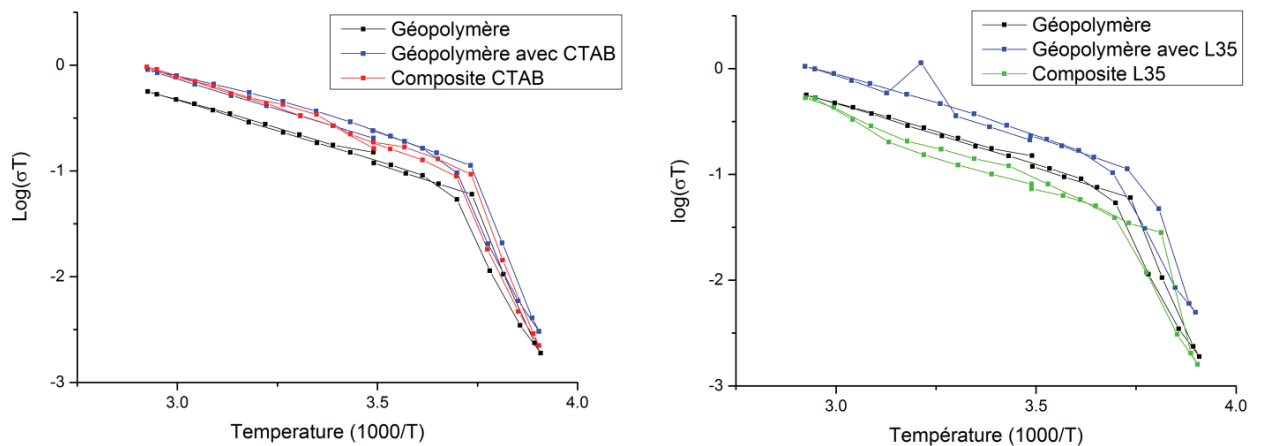 Géopolymère
Géopolymère avec CTAB
Composite CTAB
0
-1
-2
-3
Log(σT)
3.0
3.5
4.0
Temperature (1000/T)
Géopolymère
Géopolymère avec L35
Composite L35
0
-1
-2
-3
log(σT)
3.0
3.5
4.0
Température (1000/T)